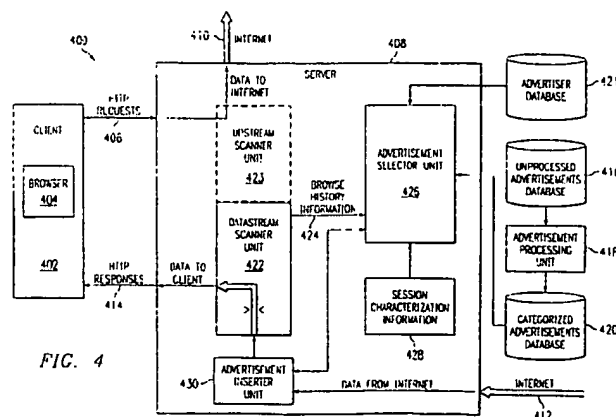 400
410
INTERNET
408
SERVER
DATA TO
INTERNET
HTTP
REQUESTS
406
CLIENT
BROWSER
404
402
UPSTREAM
SCANNER
UNIT
423
DATASTREAM
SCANNER
UNIT
422
BROWSE
HISTORY
INFORMATION
424
ADVERTISEMENT
SELECTOR UNIT
426
ADVERTISER
DATABASE
UNPROCESSED
ADVERTISEMENTS
DATABASE
ADVERTISEMENT
PROCESSING
UNIT
CATEGORIZED
ADVERTISEMENTS
DATABASE
420
HTTP
RESPONSES
414
DATA TO
CLIENT
> <
SESSION
CHARACTERIZATION
INFORMATION
428
FIG. 4
430
ADVERTISEMENT
INSERTER
UNIT
DATA FROM INTERNET
INTERNET
412